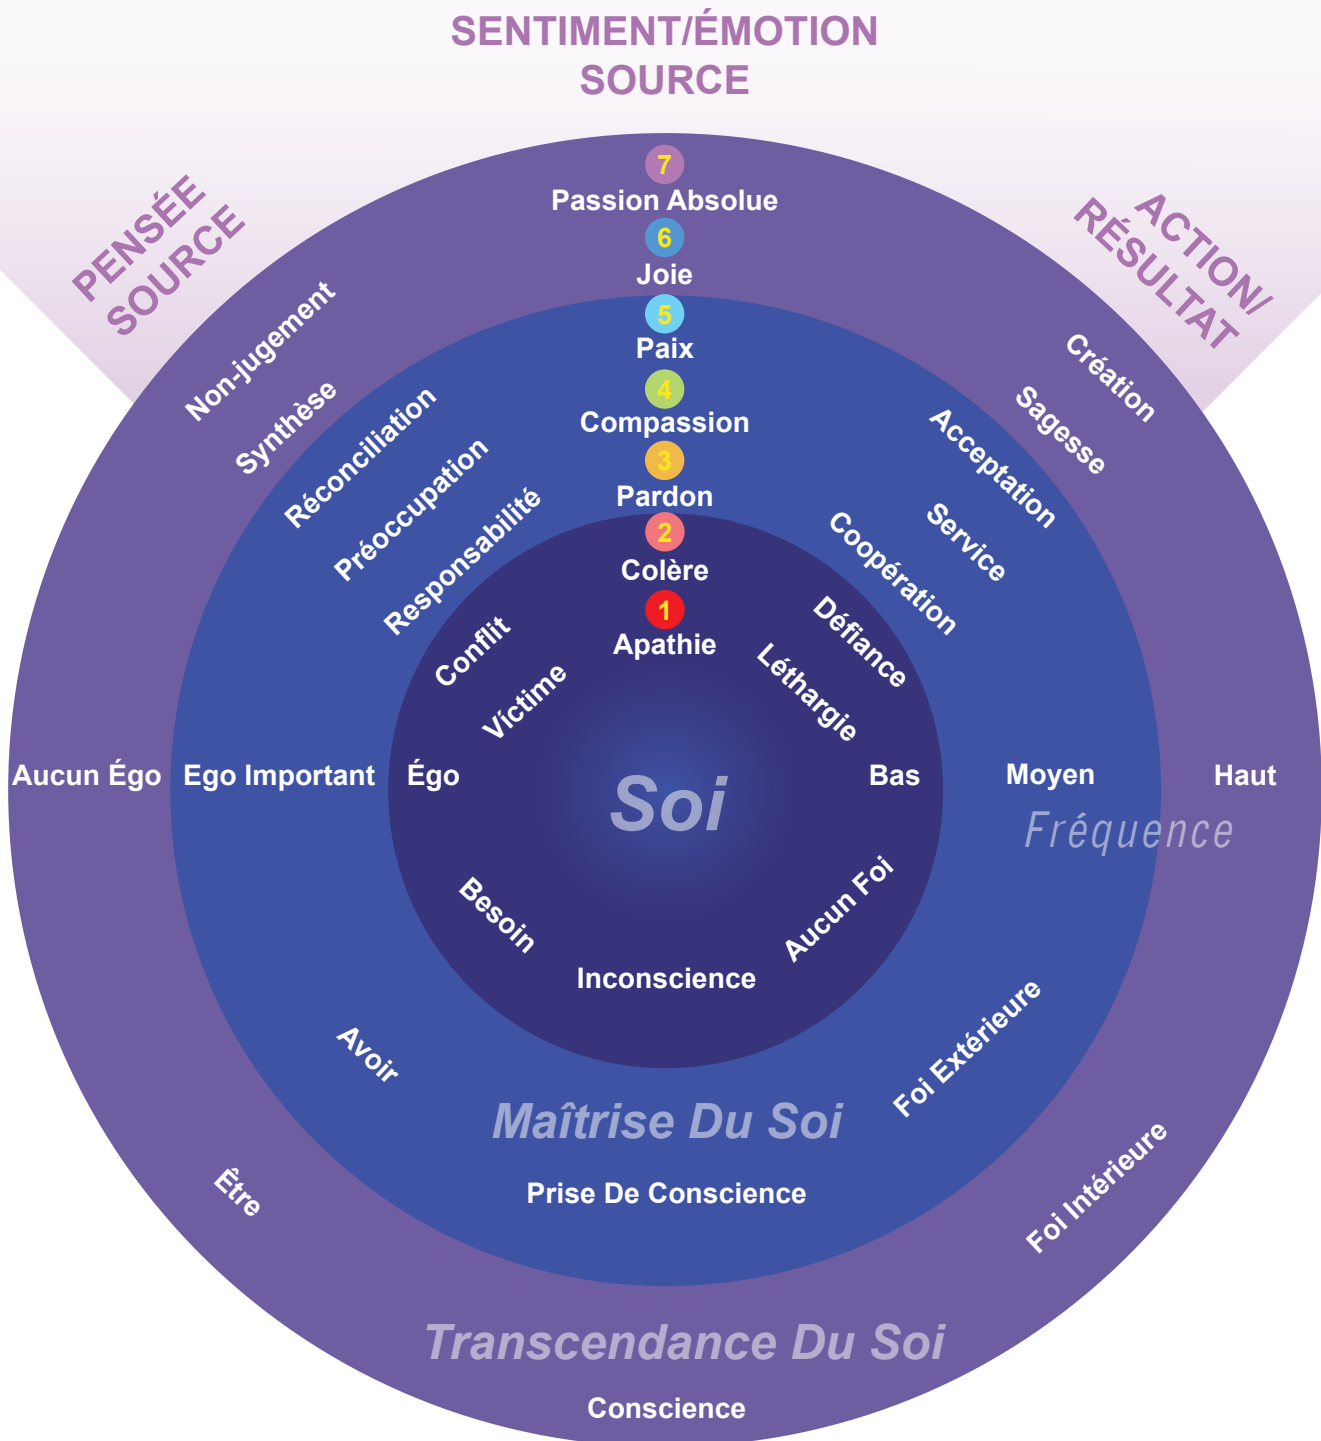 SENTIMENT/ÉMOTION
SOURCE
PENSÉE
SOURCE
ACTION/
RÉSULTAT
7
Passion Absolue
6
Joie
5
Paix
4
Compassion
3
Pardon
2
Colère
1
Apathie
Non-jugement
Synthèse
Réconciliation
Préoccupation
Responsabilité
Conflit
Víctime
Création
Sagesse
Acceptation
Service
Coopération
Défiance
Léthargie
Aucun Égo
Ego Important
Égo
Soi
Bas
Moyen
Haut
Fréquence
Besoin
Inconscience
Aucun Foi
Avoir
Foi Extérieure
Maîtrise Du Soi
Prise De Conscience
Être
Foi Intérieure
Transcendance Du Soi
Conscience